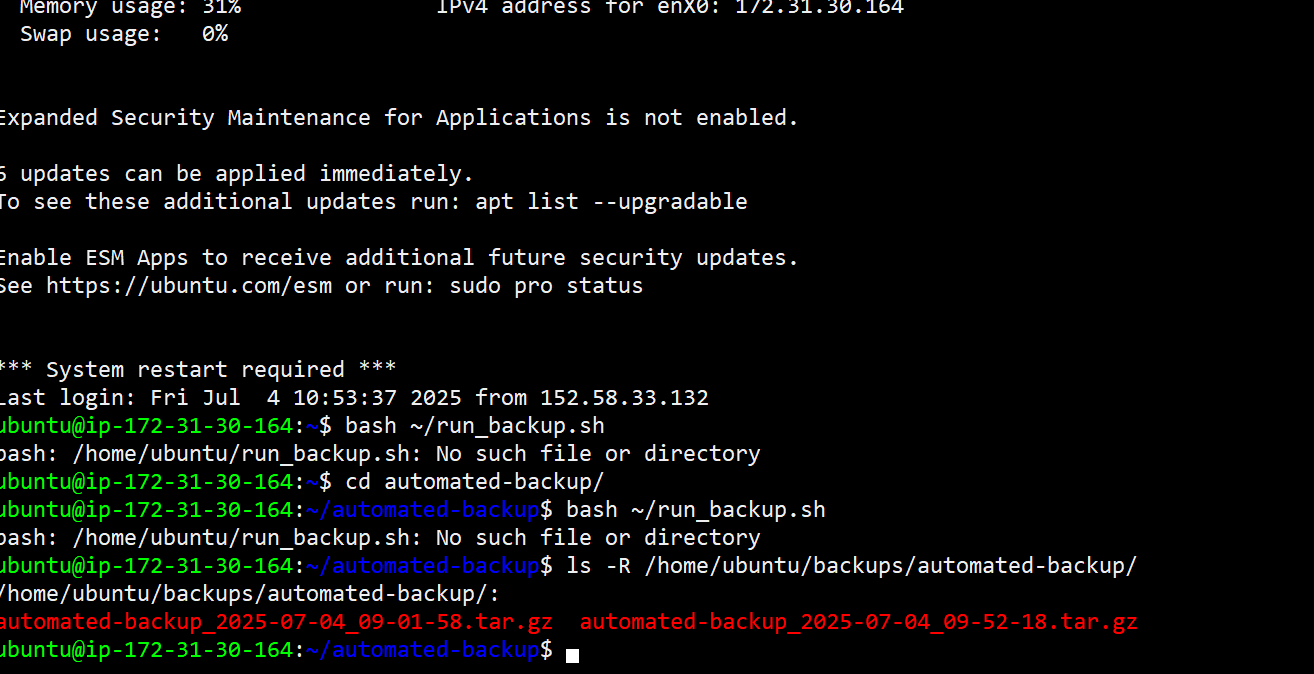 Memory usage: 31%                IPv4 address for enX0: 172.31.30.164
Swap usage:   0%
Expanded Security Maintenance for Applications is not enabled.
6 updates can be applied immediately.
To see these additional updates run: apt list --upgradable
Enable ESM Apps to receive additional future security updates.
See https://ubuntu.com/esm or run: sudo pro status
*** System restart required ***
Last login: Fri Jul  4 10:53:37 2025 from 152.58.33.132
ubuntu@ip-172-31-30-164:~$ bash ~/run_backup.sh
bash: /home/ubuntu/run_backup.sh: No such file or directory
ubuntu@ip-172-31-30-164:~$ cd automated-backup/
ubuntu@ip-172-31-30-164:~/automated-backup$ bash ~/run_backup.sh
bash: /home/ubuntu/run_backup.sh: No such file or directory
ubuntu@ip-172-31-30-164:~/automated-backup$ ls -R /home/ubuntu/backups/automated-backup/
/home/ubuntu/backups/automated-backup/:
automated-backup_2025-07-04_09-01-58.tar.gz  automated-backup_2025-07-04_09-52-18.tar.gz
ubuntu@ip-172-31-30-164:~/automated-backup$